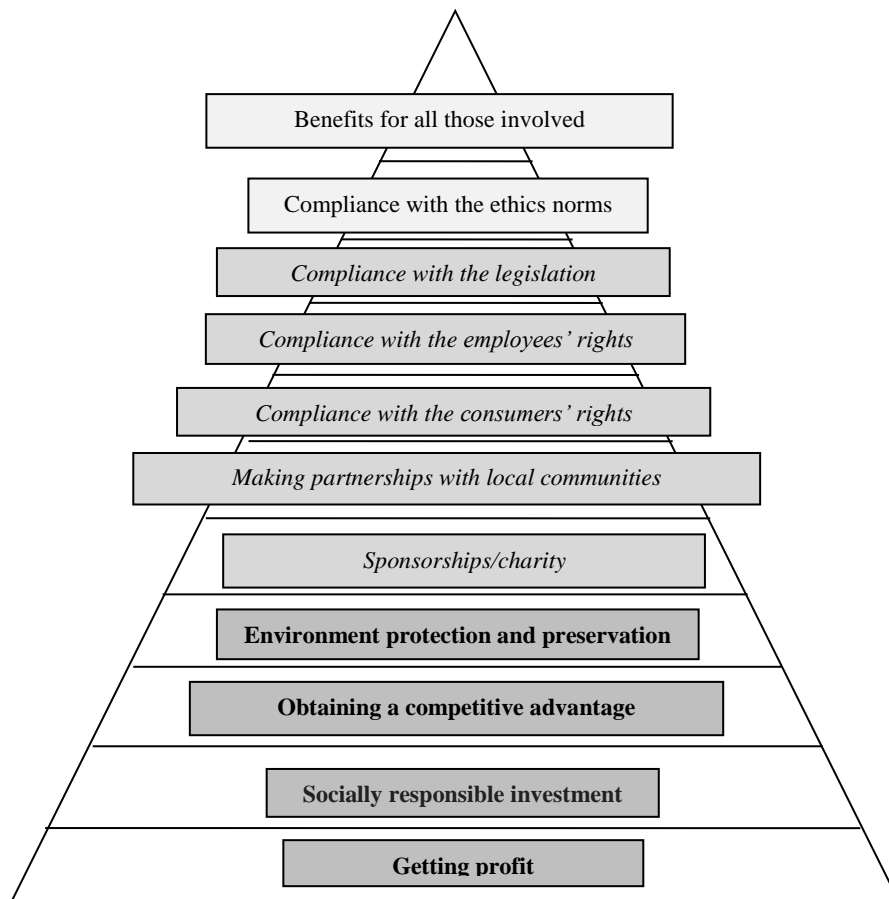 Benefits for all those involved
Compliance with the ethics norms
Compliance with the legislation
Compliance with the employees’ rights
Compliance with the consumers’ rights
Making partnerships with local communities
Sponsorships/charity
Environment protection and preservation
Obtaining a competitive advantage
Socially responsible investment
Getting profit